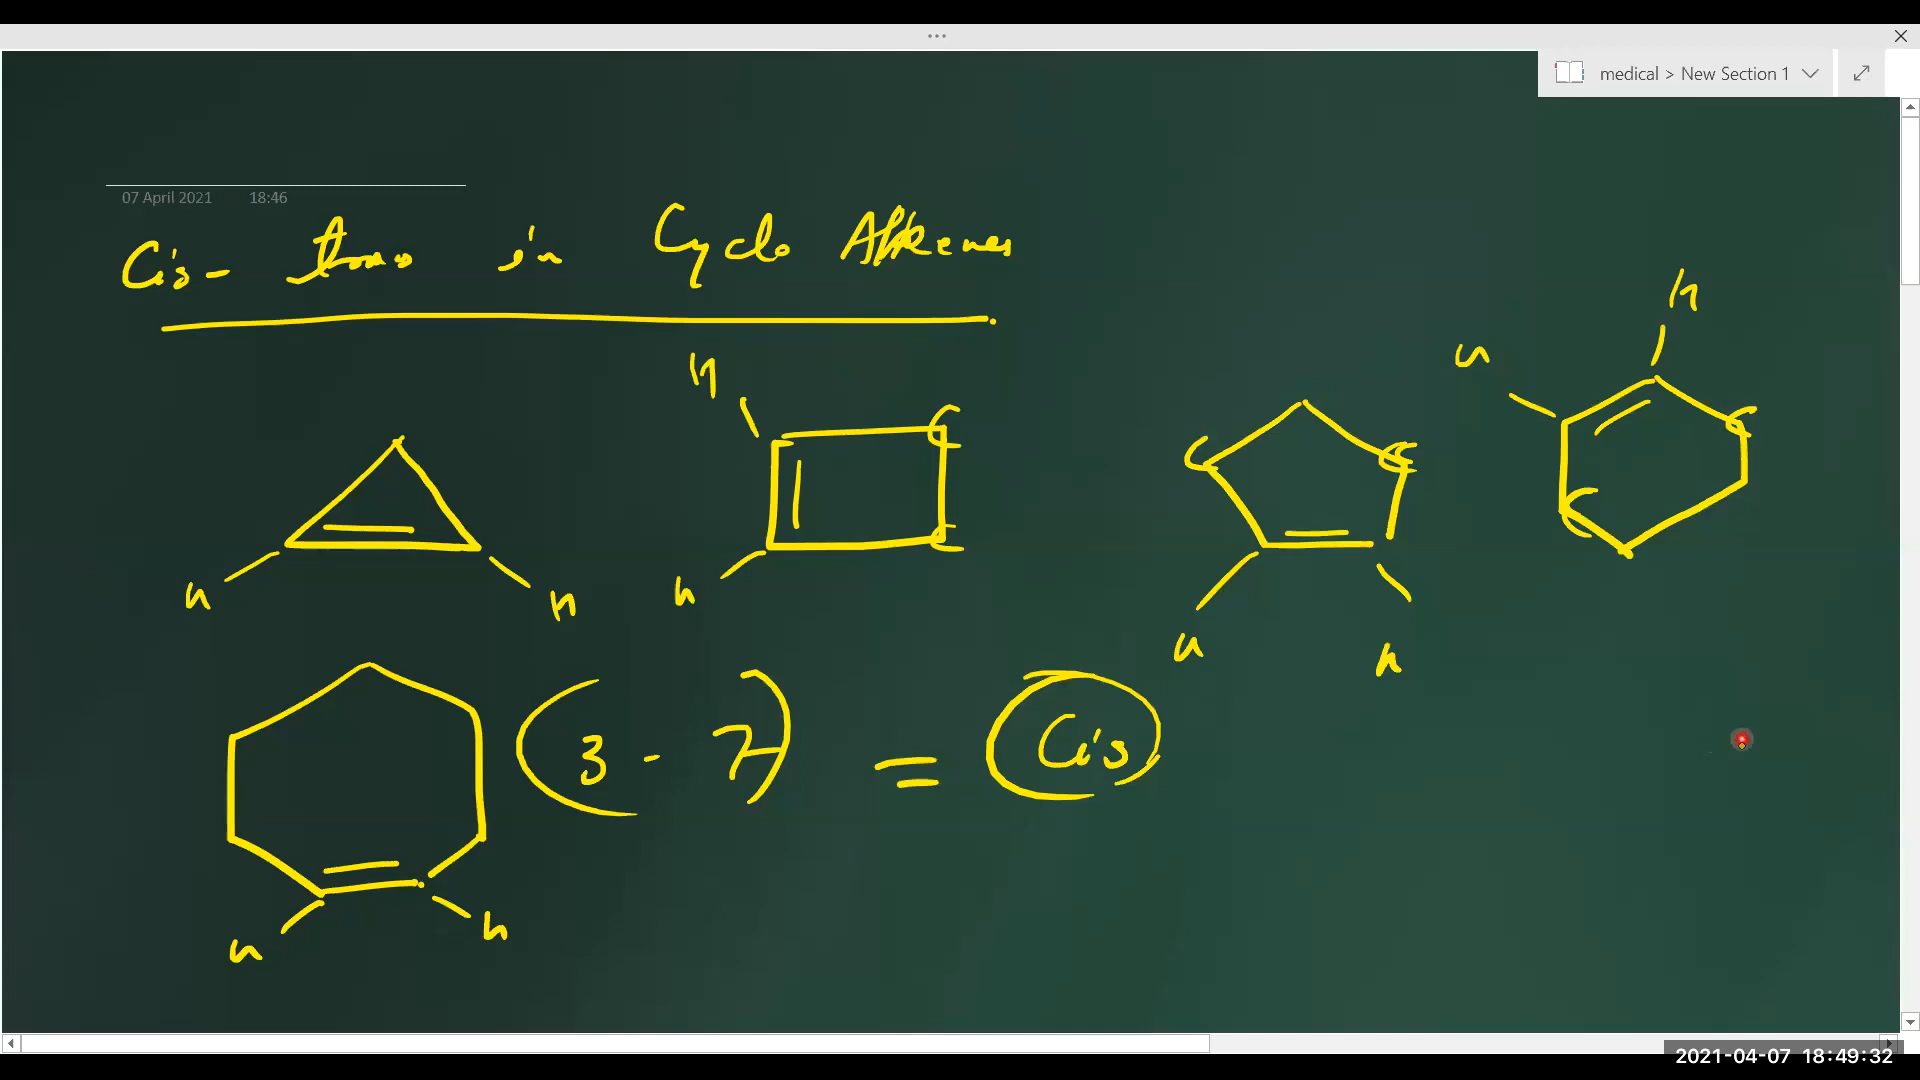 medical > New Section 1
07 April 2021 18:46
Cis- trans in Cyclo Alkenes
H
H
H
C
C
C
C
C
C
H
H
H
H
H
H
(3 - 7) = Cis
H
H
2021-04-07 18:49:32